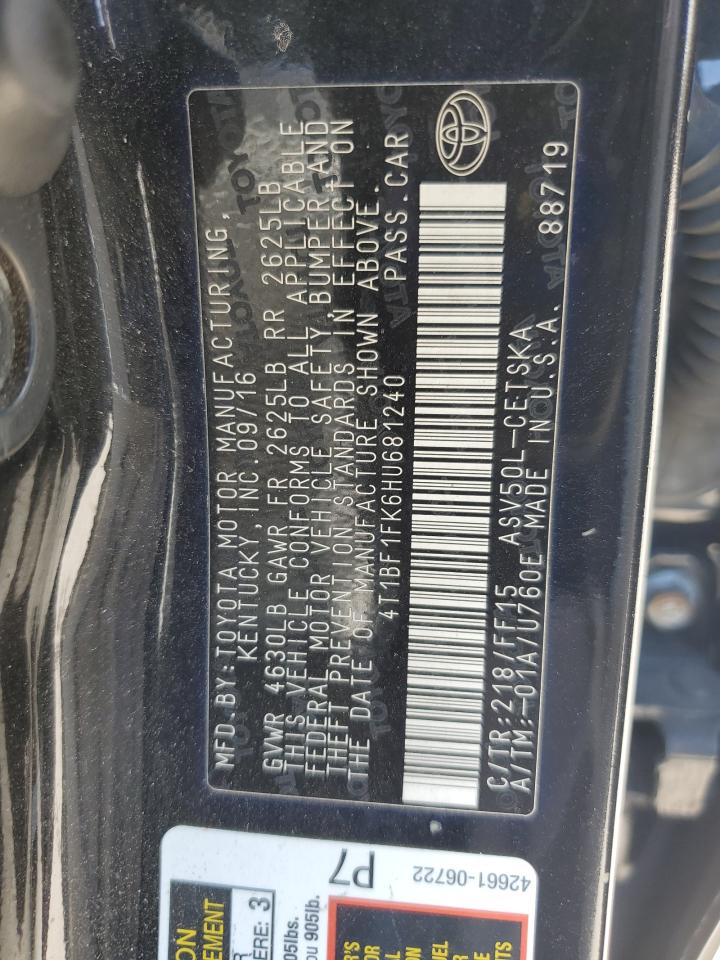 MFD.BY:TOYOTA MOTOR MANUFACTURING,
KENTUCKY, INC. 09/16
GVWR 4630LB GAWR FR 2625LB RR 2625LB
THIS VEHICLE CONFORMS TO ALL APPLICABLE
FEDERAL MOTOR VEHICLE SAFETY, BUMPER, AND
THEFT PREVENTION STANDARDS IN EFFECT ON
THE DATE OF MANUFACTURE SHOWN ABOVE.
4T1BF1FK6HU681240 PASS.CAR
C/TR:218/FF15 ASV50L-CETSKA
A/TM:-01A/U760E MADE IN U.S.A. 88719
P7
42661-06722